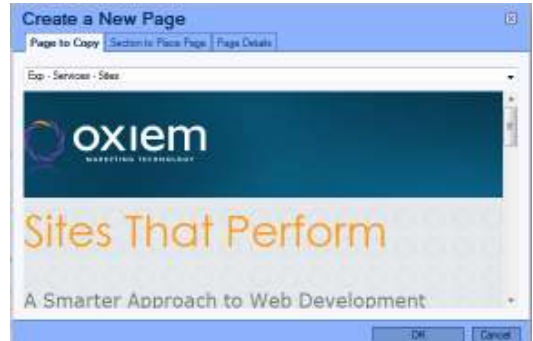 Create a New Page
Page to Copy Section to Place Page Page Details
Exp - Services - Sites
oxiem
MARKETING TECHNOLOGY
Sites That Perform
A Smarter Approach to Web Development
OK Cancel